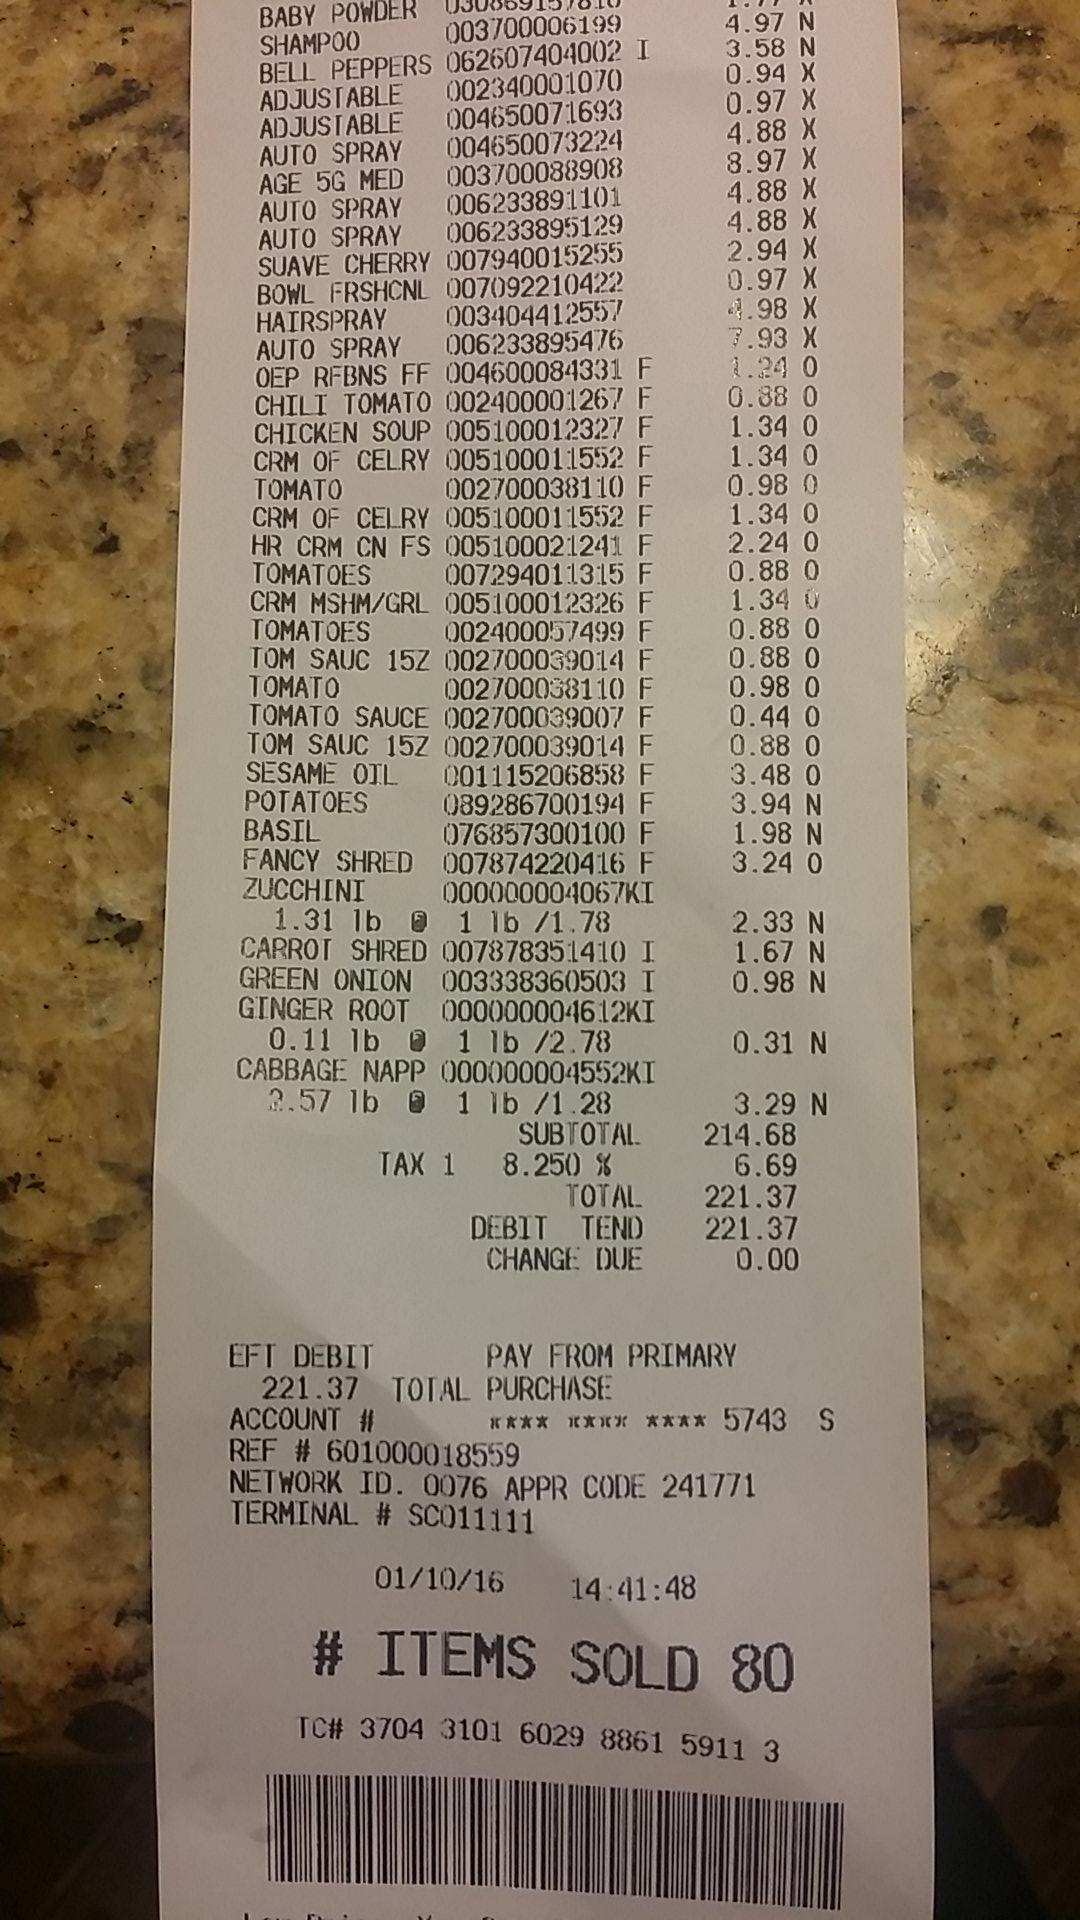 BABY POWDER
SHAMPOO 003700006199 4.97 N
BELL PEPPERS 062607404002 I 3.58 N
ADJUSTABLE 002340001070 0.94 X
ADJUSTABLE 004650071693 0.97 X
AUTO SPRAY 004650073224 4.88 X
AGE 5G MED 003700088908 8.97 X
AUTO SPRAY 006233891101 4.88 X
AUTO SPRAY 006233895129 4.88 X
SUAVE CHERRY 007940015255 2.94 X
BOWL FRSHCNL 007092210422 0.97 X
HAIRSPRAY 003404412557 4.98 X
AUTO SPRAY 006233895476 7.93 X
OEP RFBNS FF 004600084331 F 1.24 O
CHILI TOMATO 002400001267 F 0.88 O
CHICKEN SOUP 005100012327 F 1.34 O
CRM OF CELRY 005100011552 F 1.34 O
TOMATO 002700038110 F 0.98 O
CRM OF CELRY 005100011552 F 1.34 O
HR CRM CN FS 005100021241 F 2.24 O
TOMATOES 007294011315 F 0.88 O
CRM MSHM/GRL 005100012326 F 1.34 O
TOMATOES 002400057499 F 0.88 O
TOM SAUC 15Z 002700039014 F 0.88 O
TOMATO 002700038110 F 0.98 O
TOMATO SAUCE 002700039007 F 0.44 O
TOM SAUC 15Z 002700039014 F 0.88 O
SESAME OIL 001115206858 F 3.48 O
POTATOES 089286700194 F 3.94 N
BASIL 076857300100 F 1.98 N
FANCY SHRED 007874220416 F 3.24 O
ZUCCHINI 000000004067KI
1.31 lb @ 1 lb /1.78 2.33 N
CARROT SHRED 007878351410 I 1.67 N
GREEN ONION 003338360503 I 0.98 N
GINGER ROOT 000000004612KI
0.11 lb @ 1 lb /2.78 0.31 N
CABBAGE NAPP 000000004552KI
2.57 lb @ 1 lb /1.28 3.29 N
SUBTOTAL 214.68
TAX 1 8.250 % 6.69
TOTAL 221.37
DEBIT TEND 221.37
CHANGE DUE 0.00
EFT DEBIT PAY FROM PRIMARY
221.37 TOTAL PURCHASE
ACCOUNT # **** **** **** 5743 S
REF # 601000018559
NETWORK ID. 0076 APPR CODE 241771
TERMINAL # SC011111
01/10/16 14:41:48
# ITEMS SOLD 80
TC# 3704 3101 6029 8861 5911 3